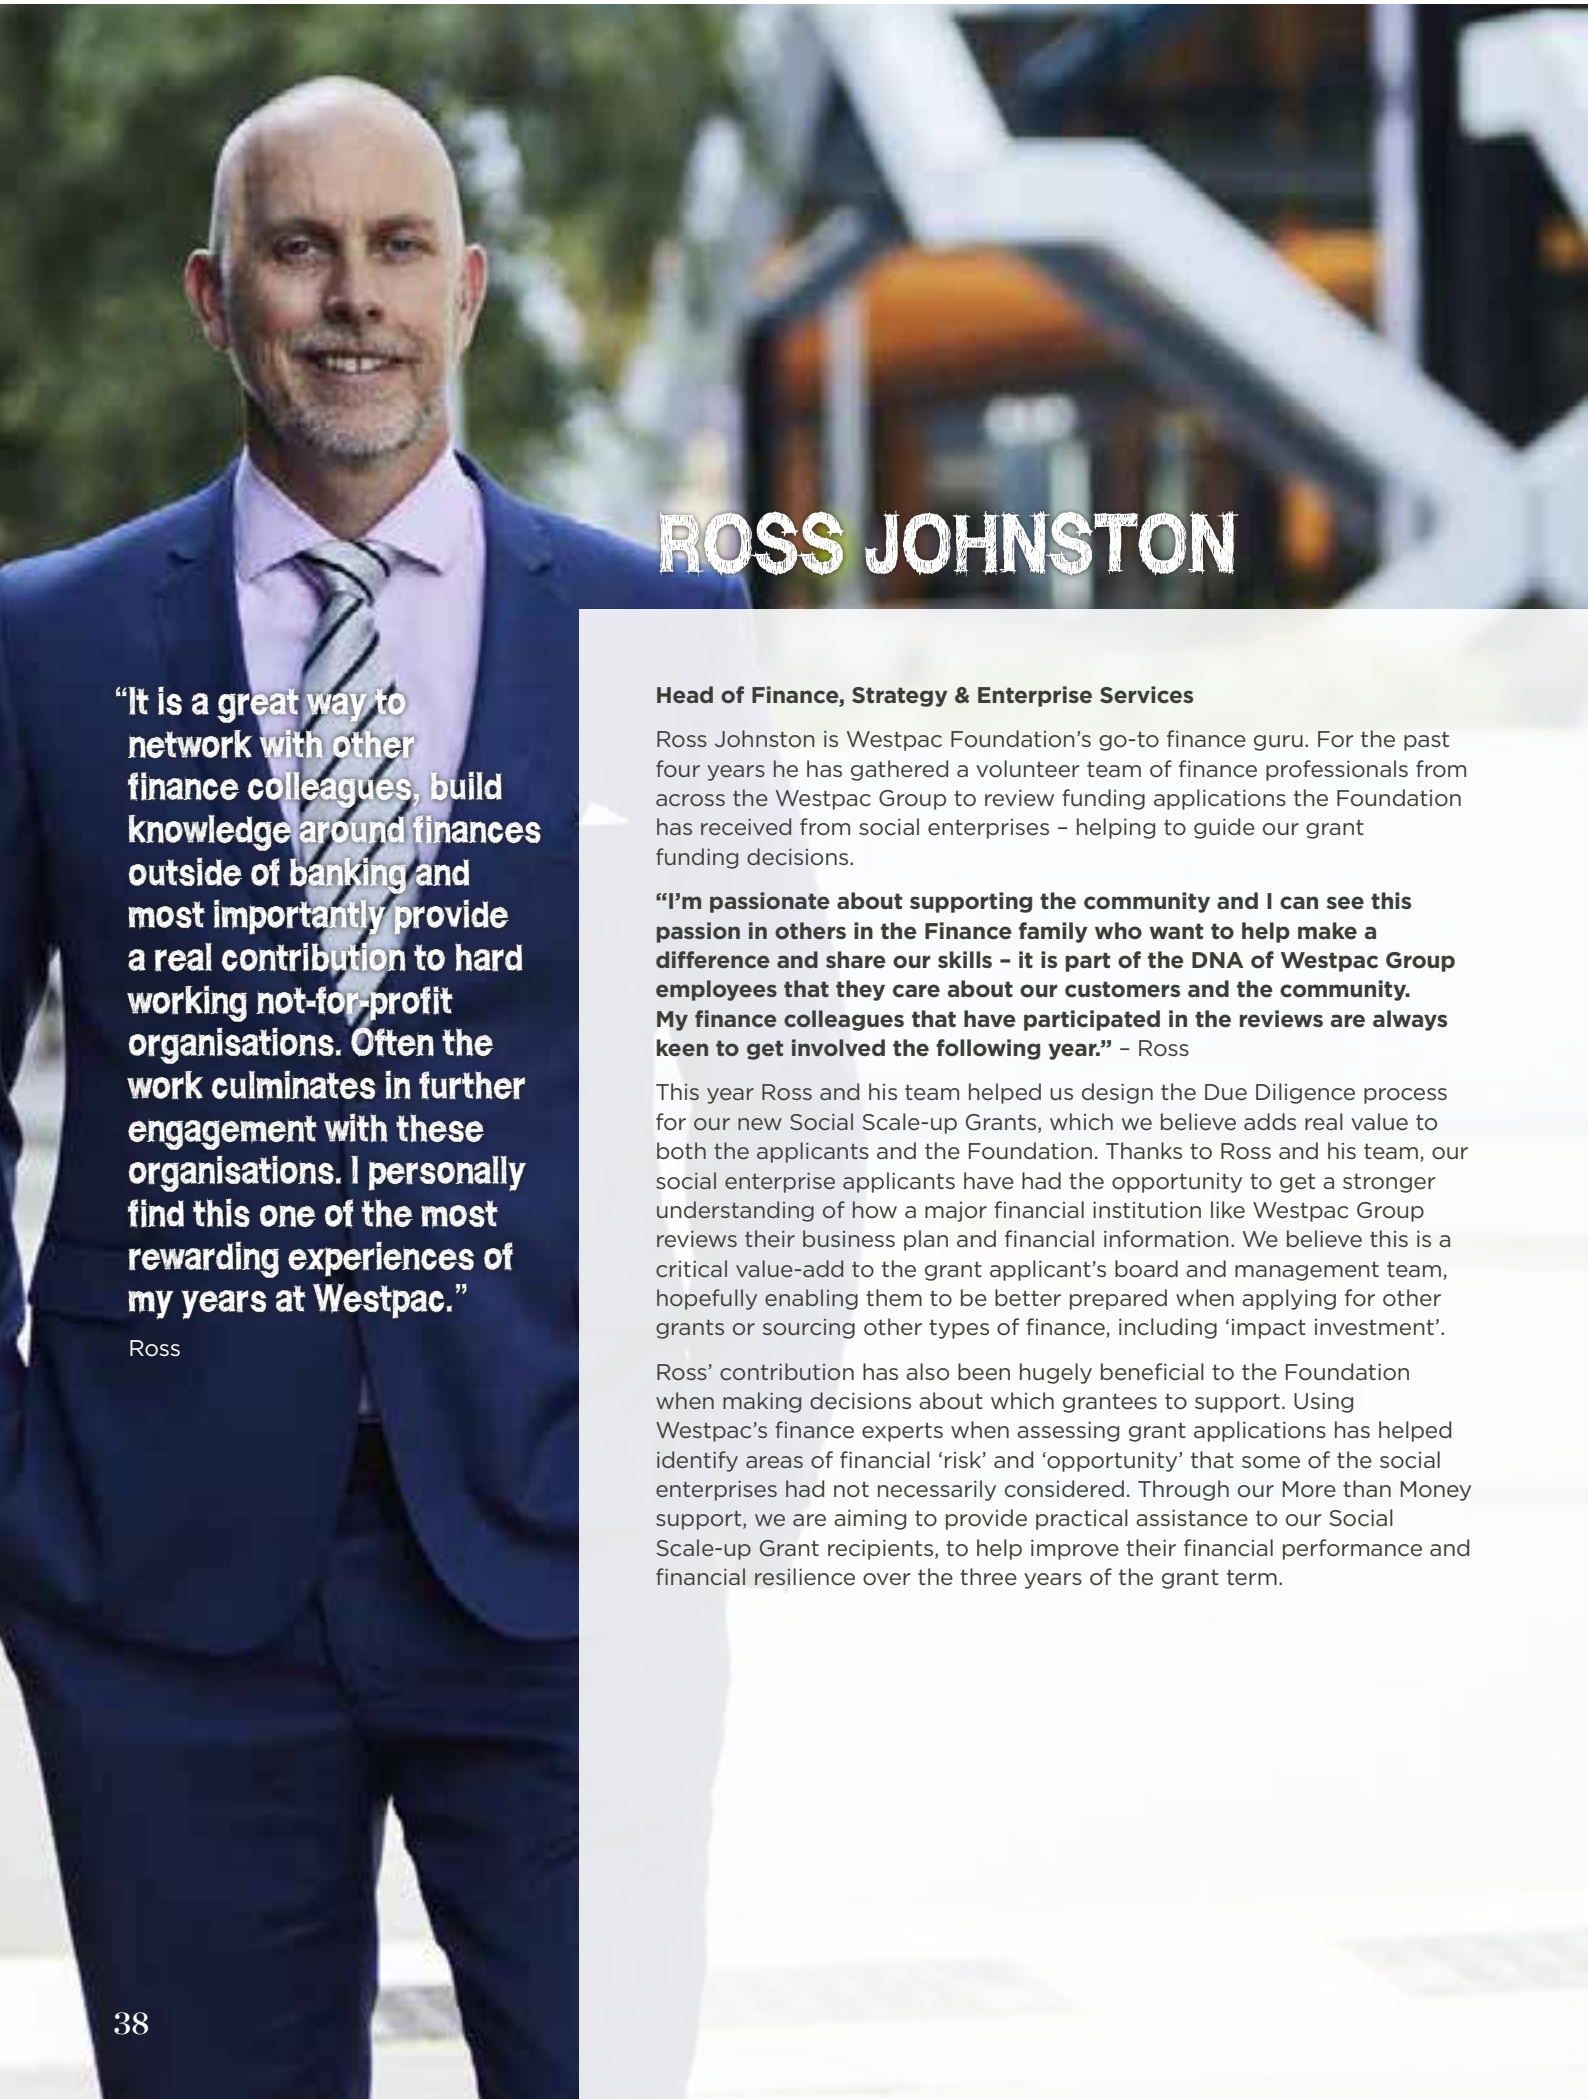 ROSS JOHNSTON
“It is a great way to
network with other
finance colleagues, build
knowledge around finances
outside of banking and
most importantly provide
a real contribution to hard
working not-for-profit
organisations. Often the
work culminates in further
engagement with these
organisations. I personally
find this one of the most
rewarding experiences of
my years at Westpac.”
Ross
Head of Finance, Strategy & Enterprise Services
Ross Johnston is Westpac Foundation’s go-to finance guru. For the past
four years he has gathered a volunteer team of finance professionals from
across the Westpac Group to review funding applications the Foundation
has received from social enterprises – helping to guide our grant
funding decisions.
“I’m passionate about supporting the community and I can see this
passion in others in the Finance family who want to help make a
difference and share our skills – it is part of the DNA of Westpac Group
employees that they care about our customers and the community.
My finance colleagues that have participated in the reviews are always
keen to get involved the following year.” – Ross
This year Ross and his team helped us design the Due Diligence process
for our new Social Scale-up Grants, which we believe adds real value to
both the applicants and the Foundation. Thanks to Ross and his team, our
social enterprise applicants have had the opportunity to get a stronger
understanding of how a major financial institution like Westpac Group
reviews their business plan and financial information. We believe this is a
critical value-add to the grant applicant’s board and management team,
hopefully enabling them to be better prepared when applying for other
grants or sourcing other types of finance, including ‘impact investment’.
Ross’ contribution has also been hugely beneficial to the Foundation
when making decisions about which grantees to support. Using
Westpac’s finance experts when assessing grant applications has helped
identify areas of financial ‘risk’ and ‘opportunity’ that some of the social
enterprises had not necessarily considered. Through our More than Money
support, we are aiming to provide practical assistance to our Social
Scale-up Grant recipients, to help improve their financial performance and
financial resilience over the three years of the grant term.
38